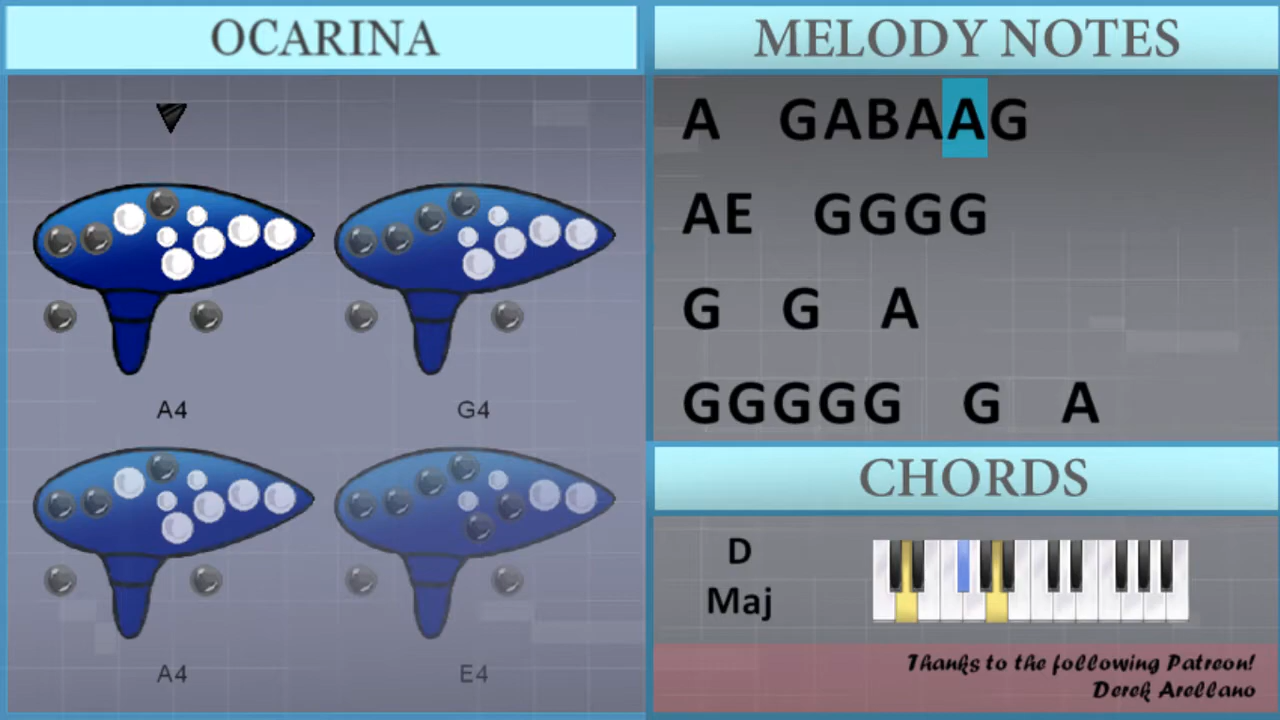 OCARINA
A4 G4
A4 E4
MELODY NOTES
A GABAAG
AE GGGG
G G A
GGGGG G A
CHORDS
D
Maj
Thanks to the following Patreon!
Derek Arellano